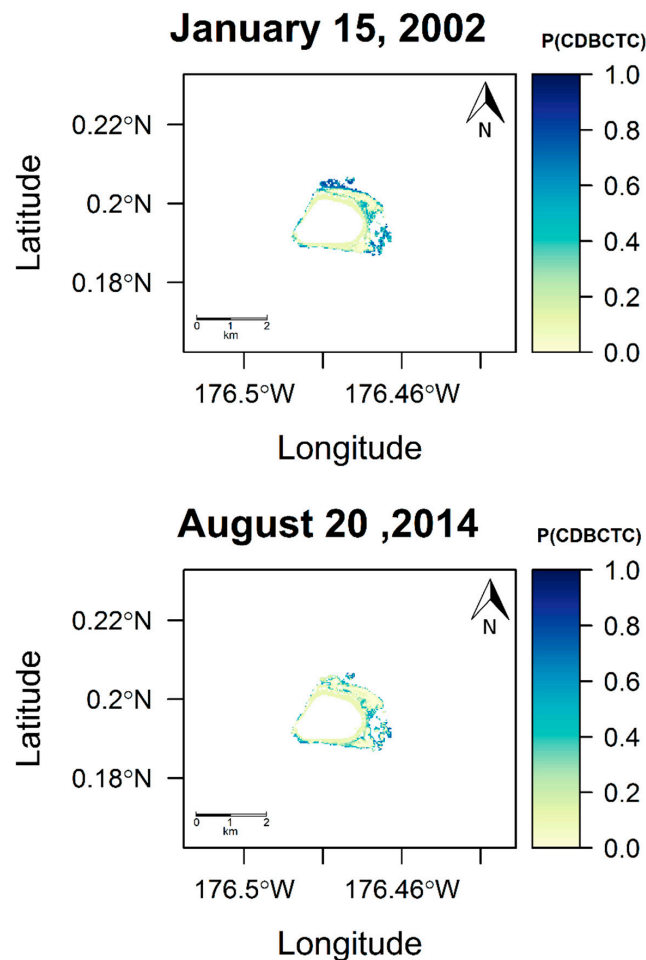 January 15, 2002
P(CDBCTC)
1.0
0.8
0.6
0.4
0.2
0.0
N
0.22°N
0.2°N
0.18°N
Latitude
0 1 2
km
176.5°W 176.46°W
Longitude
August 20 ,2014
P(CDBCTC)
1.0
0.8
0.6
0.4
0.2
0.0
N
0.22°N
0.2°N
0.18°N
Latitude
0 1 2
km
176.5°W 176.46°W
Longitude